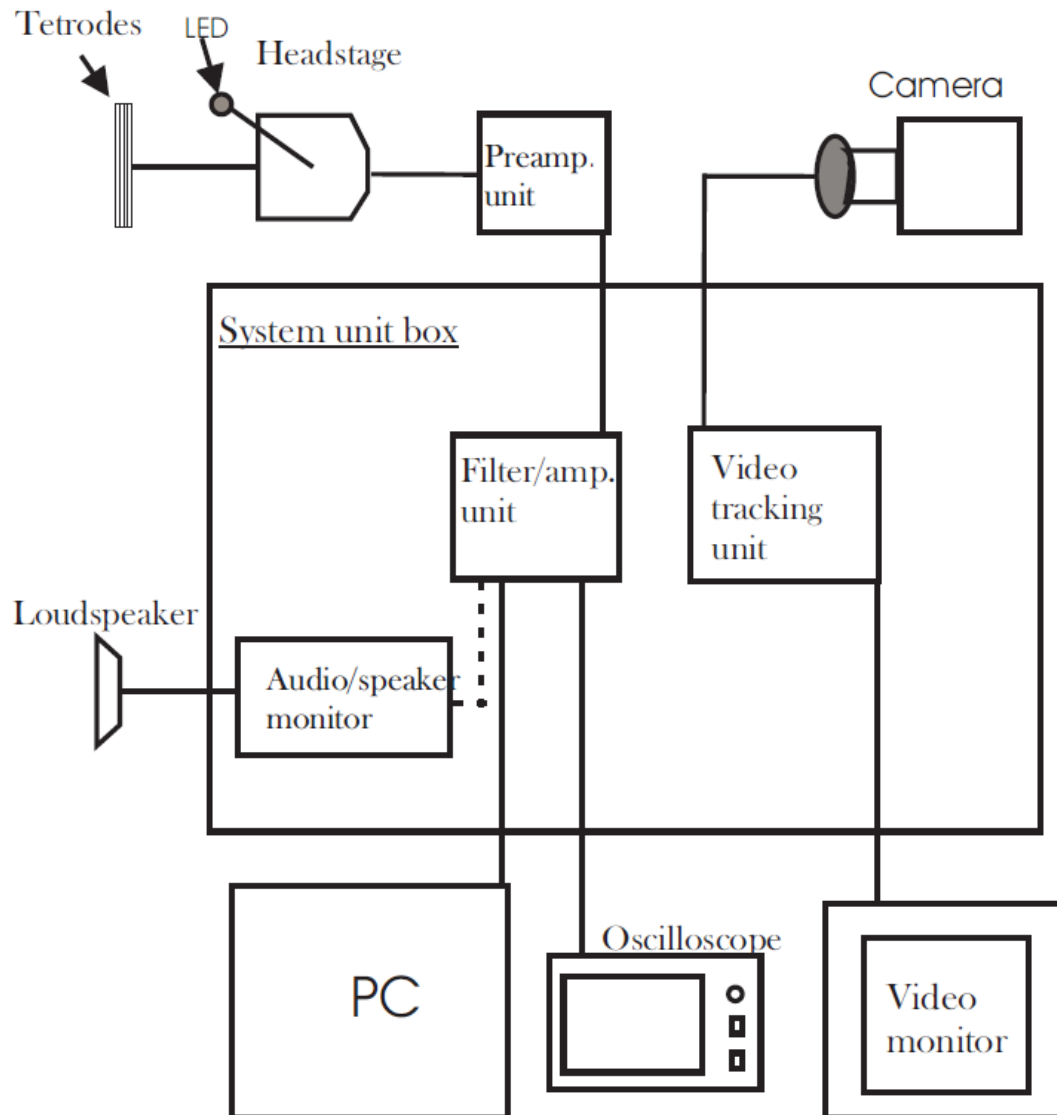 Tetrodes
LED
Headstage
Camera
Preamp.
unit
System unit box
Filter/amp.
unit
Video
tracking
unit
Loudspeaker
Audio/speaker
monitor
PC
Oscilloscope
Video
monitor